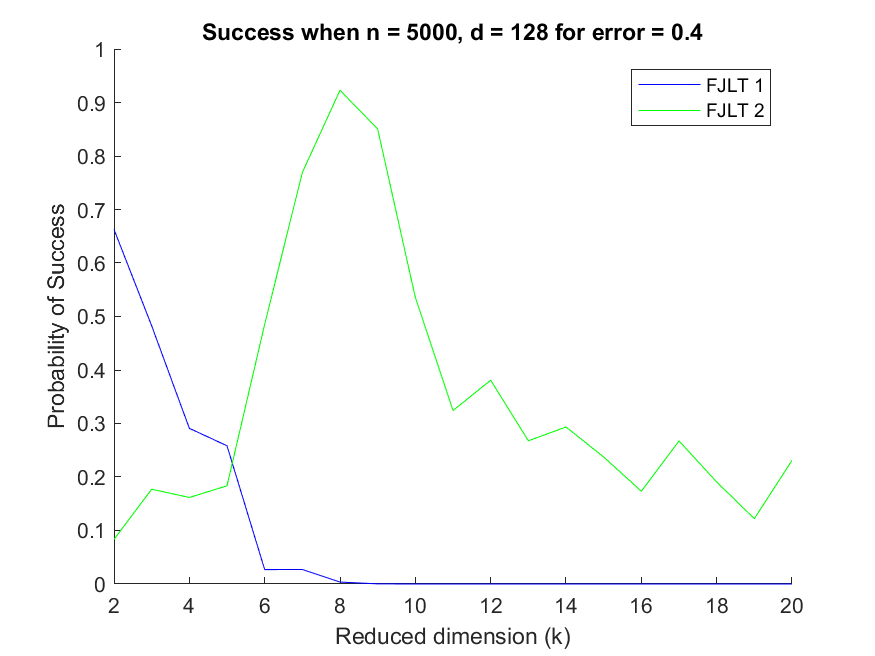 Success when n = 5000, d = 128 for error = 0.4
FJLT 1
FJLT 2
Probability of Success
1
0.9
0.8
0.7
0.6
0.5
0.4
0.3
0.2
0.1
0
2 4 6 8 10 12 14 16 18 20
Reduced dimension (k)